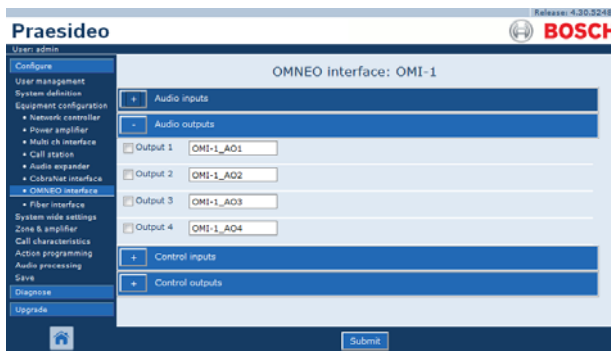 Release: 4.30.5248
Praesideo
BOSCH
User: admin
Configure
User management
System definition
Equipment configuration
• Network controller
• Power amplifier
• Multi ch interface
• Call station
• Audio expander
• CobraNet interface
• OMNEO interface
• Fiber interface
System wide settings
Zone & amplifier
Call characteristics
Action programming
Audio processing
Save
Diagnose
Upgrade
OMNEO interface: OMI-1
+ Audio inputs
- Audio outputs
Output 1 OMI-1_AO1
Output 2 OMI-1_AO2
Output 3 OMI-1_AO3
Output 4 OMI-1_AO4
+ Control inputs
+ Control outputs
Submit